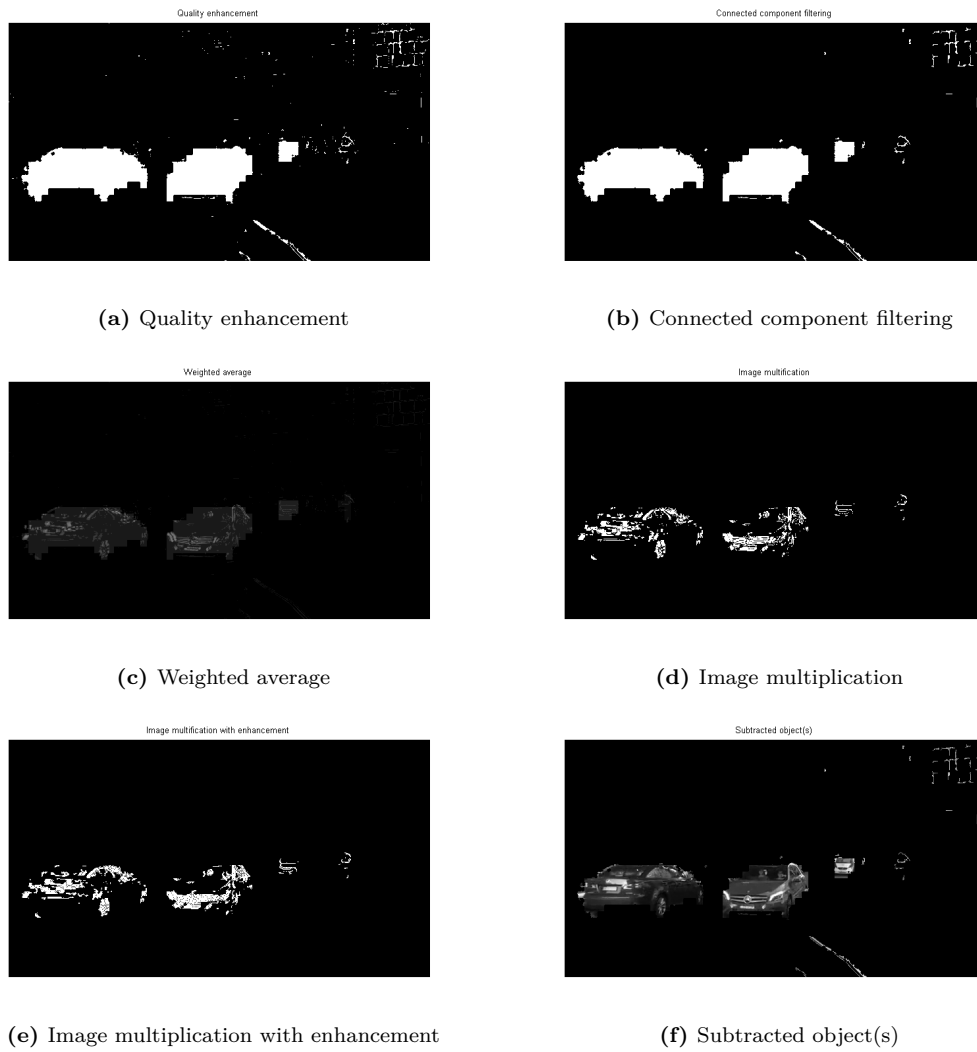 Quality enhancement
Connected component filtering
(a) Quality enhancement
(b) Connected component filtering
Weighted average
Image multification
(c) Weighted average
(d) Image multiplication
Image multification with enhancement
Subtracted object(s)
(e) Image multiplication with enhancement
(f) Subtracted object(s)